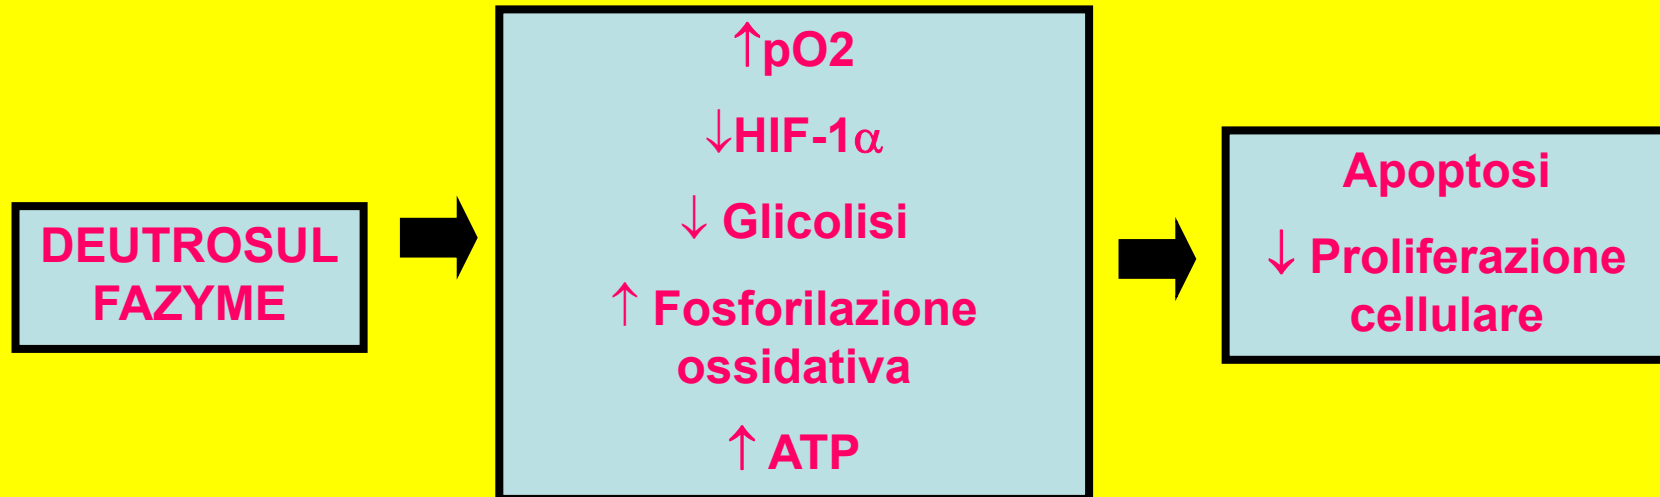 DEUTROSUL
FAZYME
↑pO2
↓HIF-1α
↓ Glicolisi
↑ Fosforilazione
ossidativa
↑ ATP
Apoptosi
↓ Proliferazione
cellulare